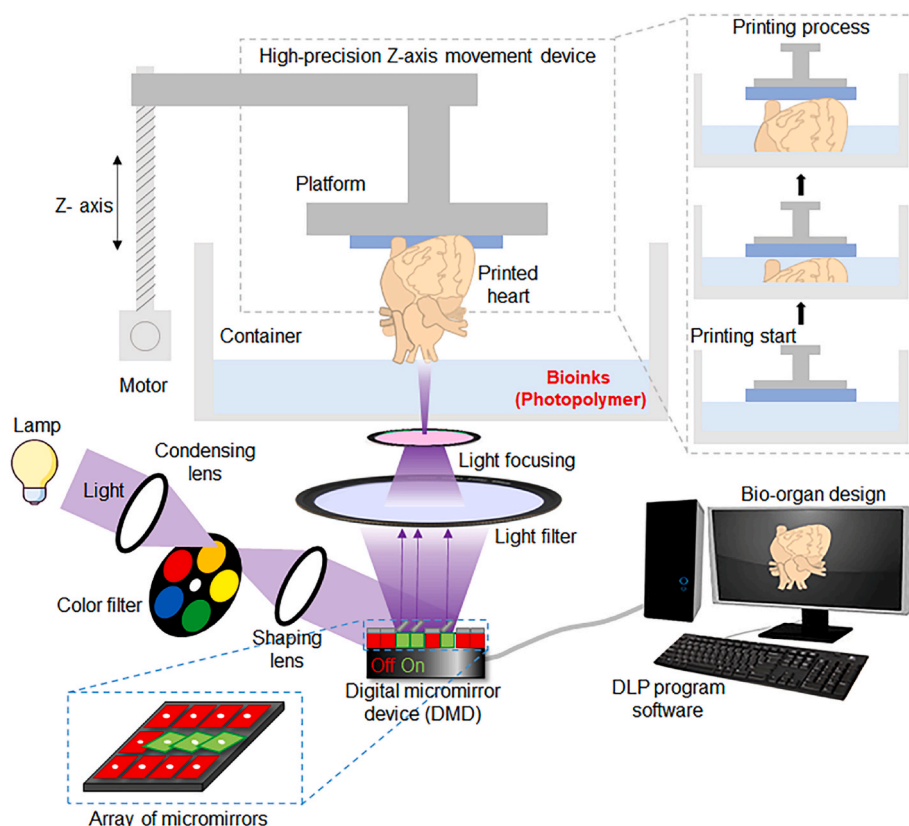 Printing process
High-precision Z-axis movement device
Platform
Z- axis
Printed
heart
Container
Printing start
Motor
Bioinks
(Photopolymer)
Lamp
Condensing
lens
Light focusing
Light
Bio-organ design
Light filter
Color filter
Shaping
lens
Off On
Digital micromirror
device (DMD)
DLP program
software
Array of micromirrors